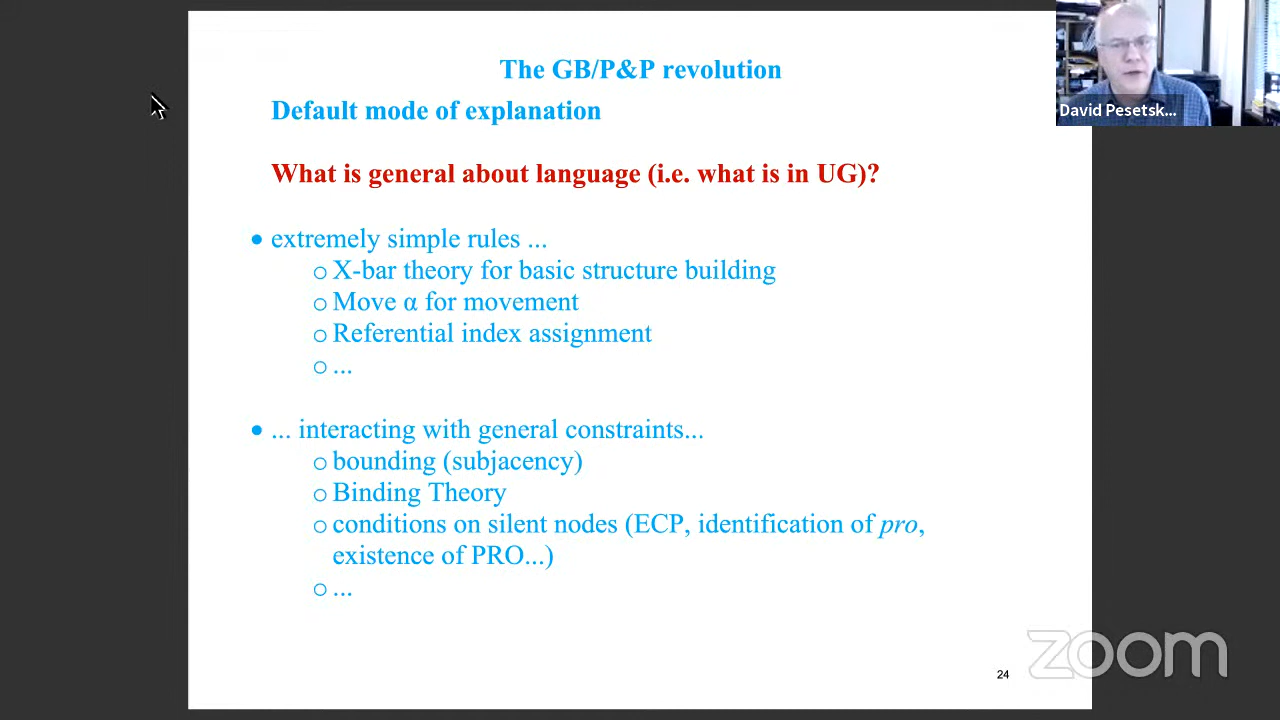 The GB/P&P revolution
Default mode of explanation
What is general about language (i.e. what is in UG)?
• extremely simple rules ...
o X-bar theory for basic structure building
o Move α for movement
o Referential index assignment
o ...
• ... interacting with general constraints...
o bounding (subjacency)
o Binding Theory
o conditions on silent nodes (ECP, identification of pro,
existence of PRO...)
o ...
24
David Pesetsk...
zoom